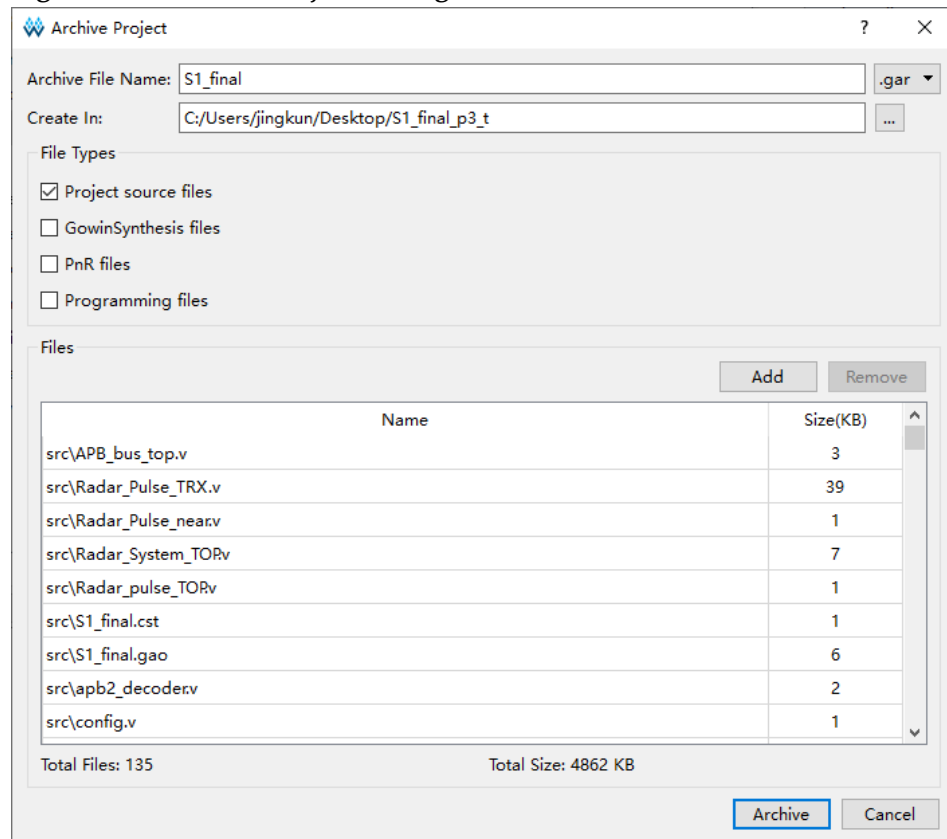 Archive Project ? ×
Archive File Name: S1_final .gar
Create In: C:/Users/jingkun/Desktop/S1_final_p3_t ...
File Types
Project source files
GowinSynthesis files
PnR files
Programming files
Files
Add Remove
Name Size(KB)
src\APB_bus_top.v 3
src\Radar_Pulse_TRX.v 39
src\Radar_Pulse_near.v 1
src\Radar_System_TOP.v 7
src\Radar_pulse_TOP.v 1
src\S1_final.cst 1
src\S1_final.gao 6
src\apb2_decoder.v 2
src\config.v 1
Total Files: 135 Total Size: 4862 KB
Archive Cancel